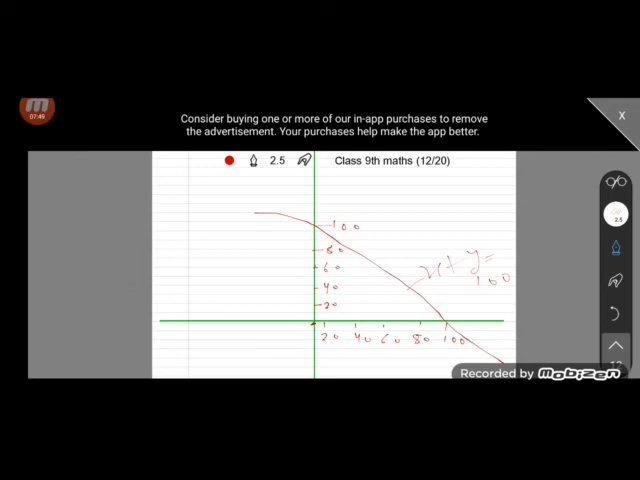 07:49
Consider buying one or more of our in-app purchases to remove
the advertisement. Your purchases help make the app better.
X
2.5
Class 9th maths (12/20)
2.5
100
80
60
40
20
x + y =
100
20 40 60 80 100
12
Recorded by MOBIZEN